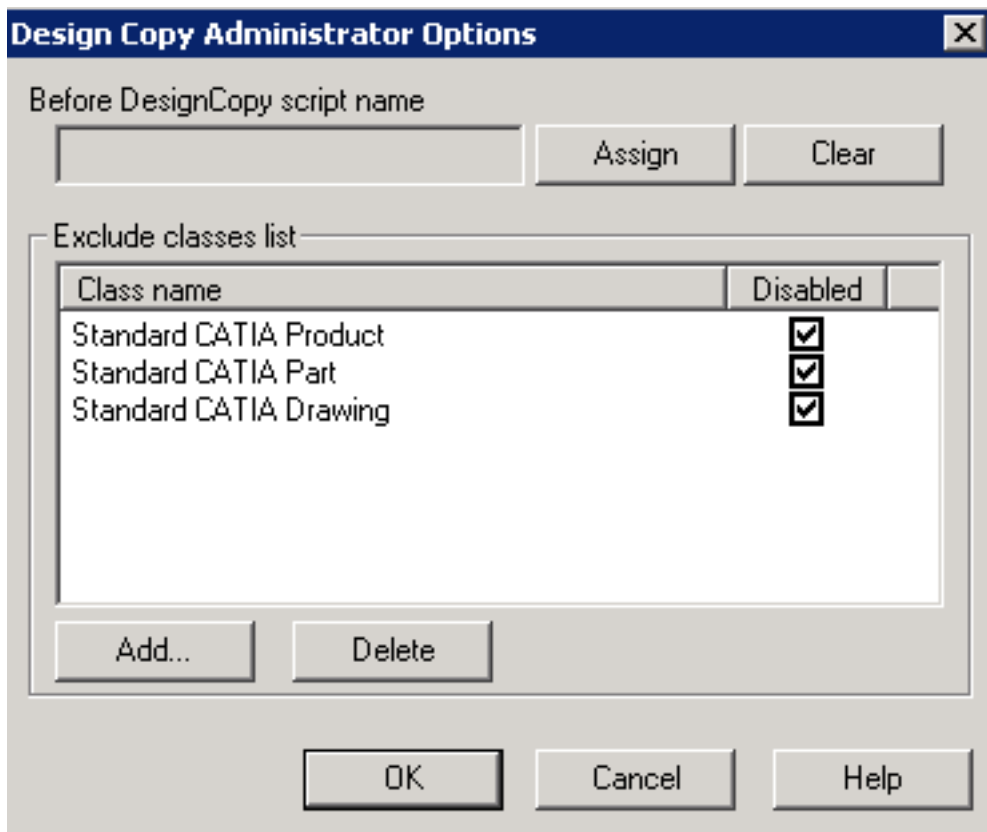 Design Copy Administrator Options
Before DesignCopy script name
Assign Clear
Exclude classes list
Class name Disabled
Standard CATIA Product
Standard CATIA Part
Standard CATIA Drawing
Add... Delete
OK Cancel Help